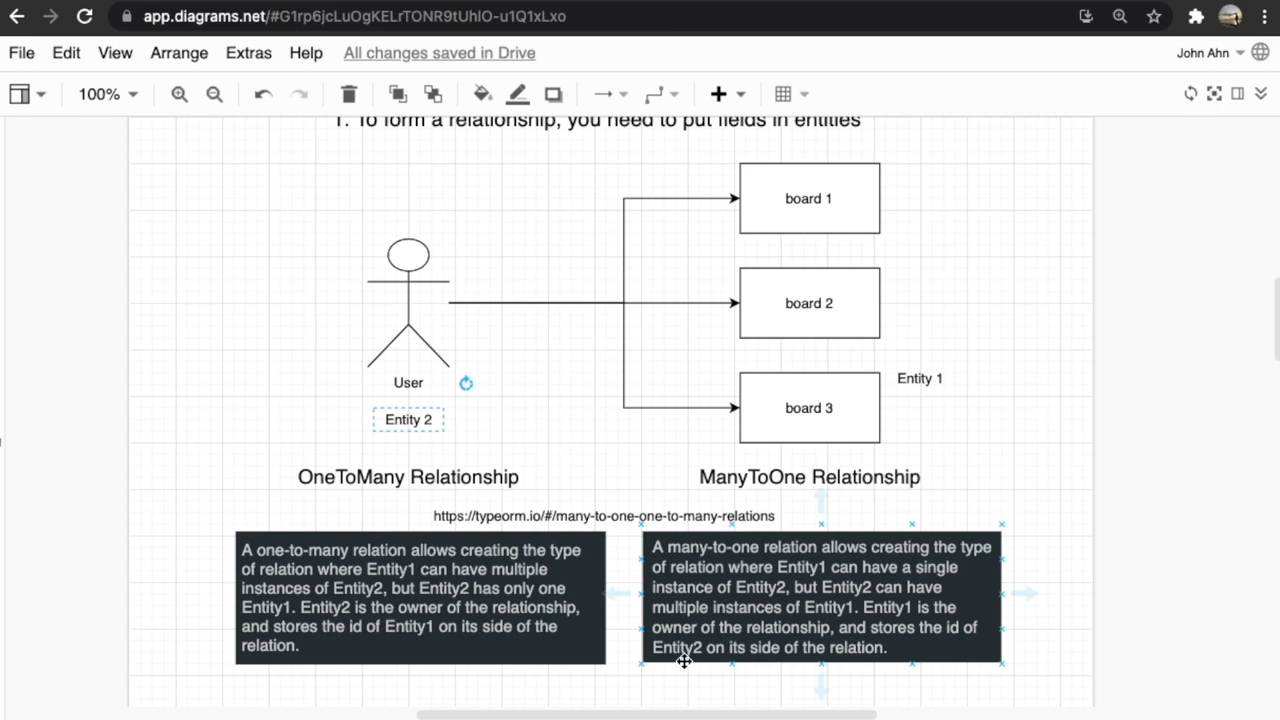 app.diagrams.net/#G1rp6jcLuOgKELrTONR9tUhlO-u1Q1xLxo
File Edit View Arrange Extras Help All changes saved in Drive
John Ahn
100%
1. To form a relationship, you need to put fields in entities
board 1
board 2
User
Entity 1
board 3
Entity 2
OneToMany Relationship
ManyToOne Relationship
https://typeorm.io/#/many-to-one-one-to-many-relations
A one-to-many relation allows creating the type
of relation where Entity1 can have multiple
instances of Entity2, but Entity2 has only one
Entity1. Entity2 is the owner of the relationship,
and stores the id of Entity1 on its side of the
relation.
A many-to-one relation allows creating the type
of relation where Entity1 can have a single
instance of Entity2, but Entity2 can have
multiple instances of Entity1. Entity1 is the
owner of the relationship, and stores the id of
Entity2 on its side of the relation.